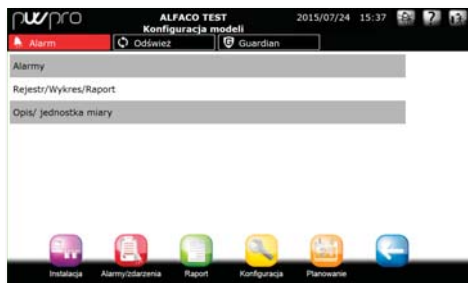 pwpro
ALFACO TEST
2015/07/24 15:37
Konfiguracja modeli
Alarm
Odśwież
Guardian
Alarmy
Rejestr/Wykres/Raport
Opis/ jednostka miary
Instalacja
Alarmy/zdarzenia
Raport
Konfiguracja
Planowanie